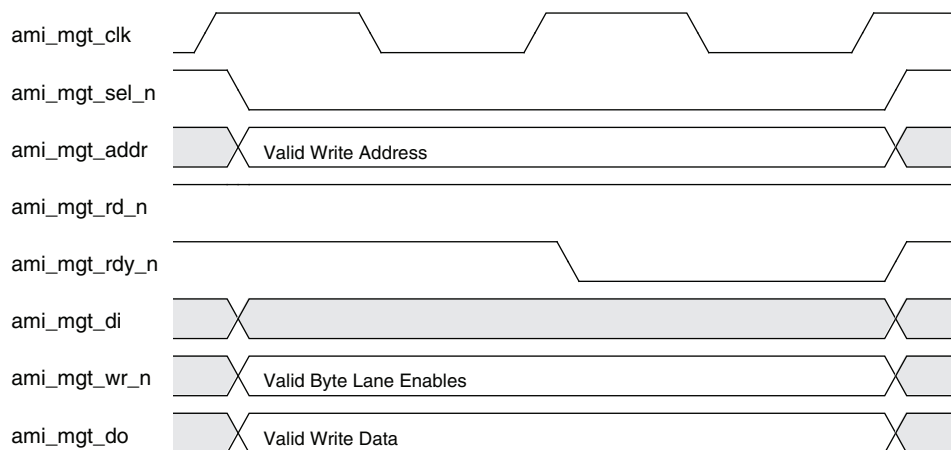 ami_mgt_clk
ami_mgt_sel_n
ami_mgt_addr Valid Write Address
ami_mgt_rd_n
ami_mgt_rdy_n
ami_mgt_di
ami_mgt_wr_n Valid Byte Lane Enables
ami_mgt_do Valid Write Data